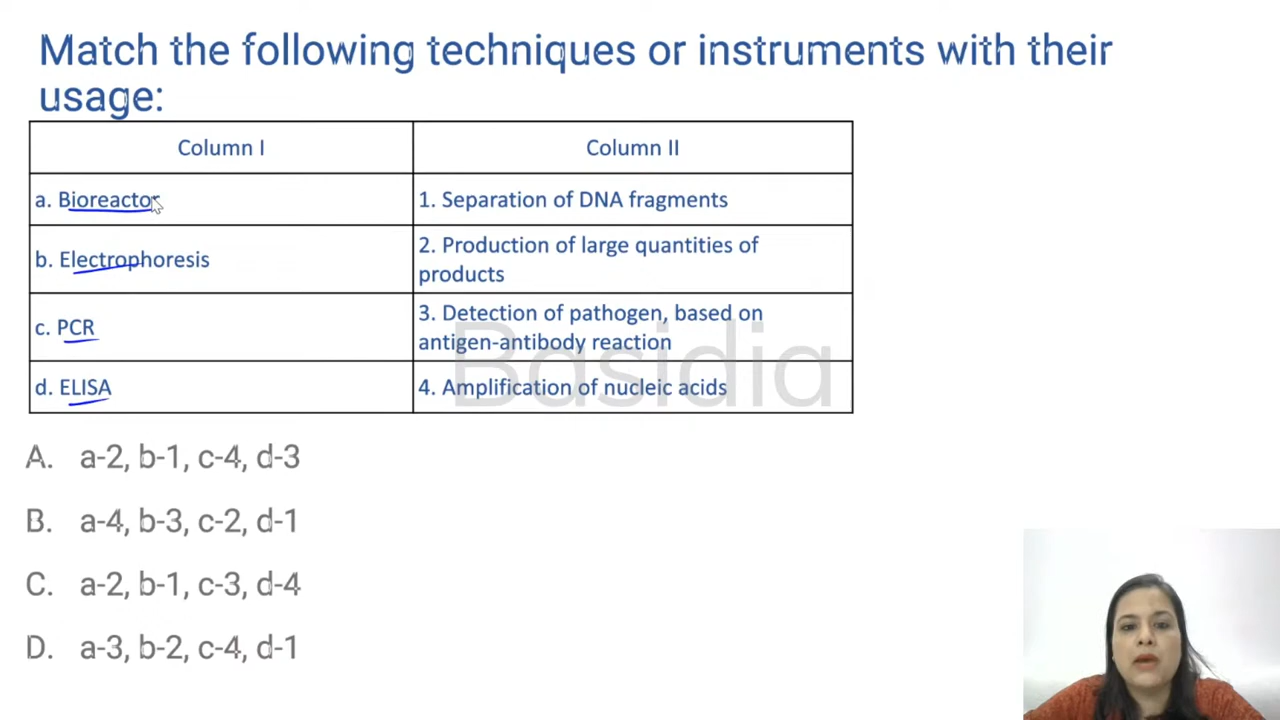 Match the following techniques or instruments with their
usage:
Column I
Column II
a. Bioreactor
1. Separation of DNA fragments
b. Electrophoresis
2. Production of large quantities of
products
c. PCR
3. Detection of pathogen, based on
antigen-antibody reaction
d. ELISA
4. Amplification of nucleic acids
Basidia
A. a-2, b-1, c-4, d-3
B. a-4, b-3, c-2, d-1
C. a-2, b-1, c-3, d-4
D. a-3, b-2, c-4, d-1